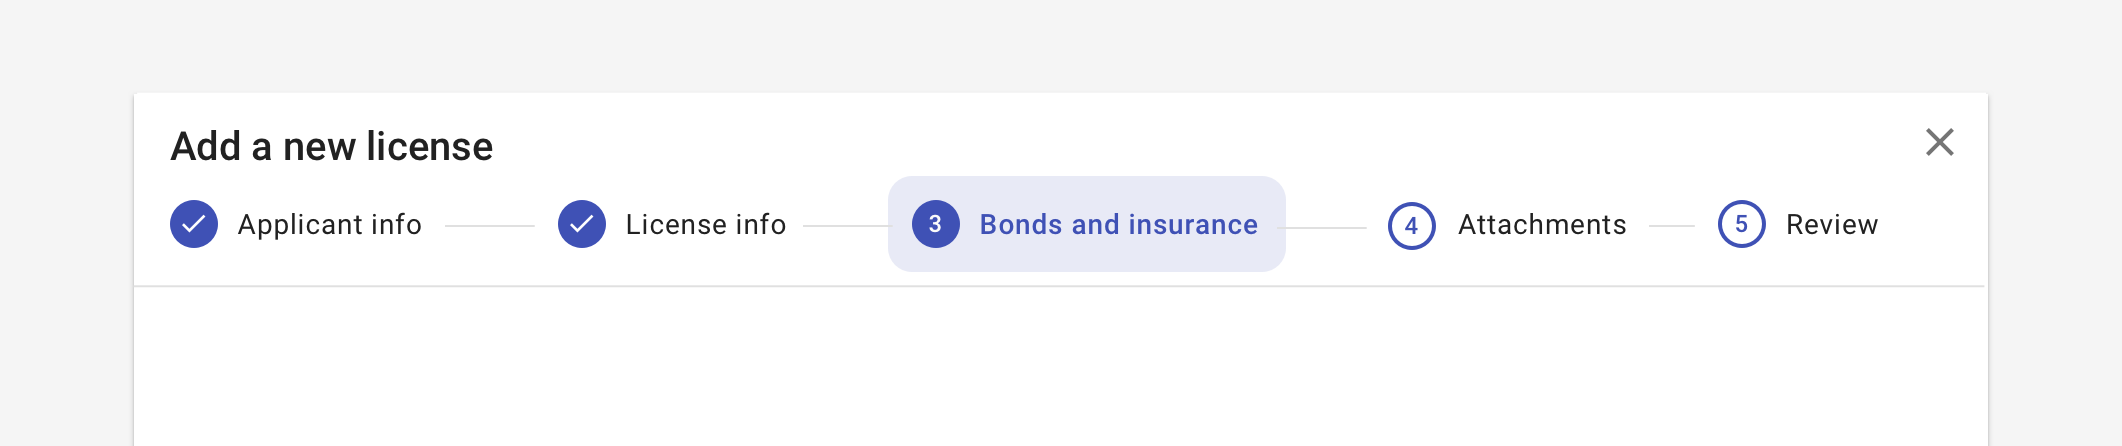 Add a new license
Applicant info License info 3 Bonds and insurance 4 Attachments 5 Review